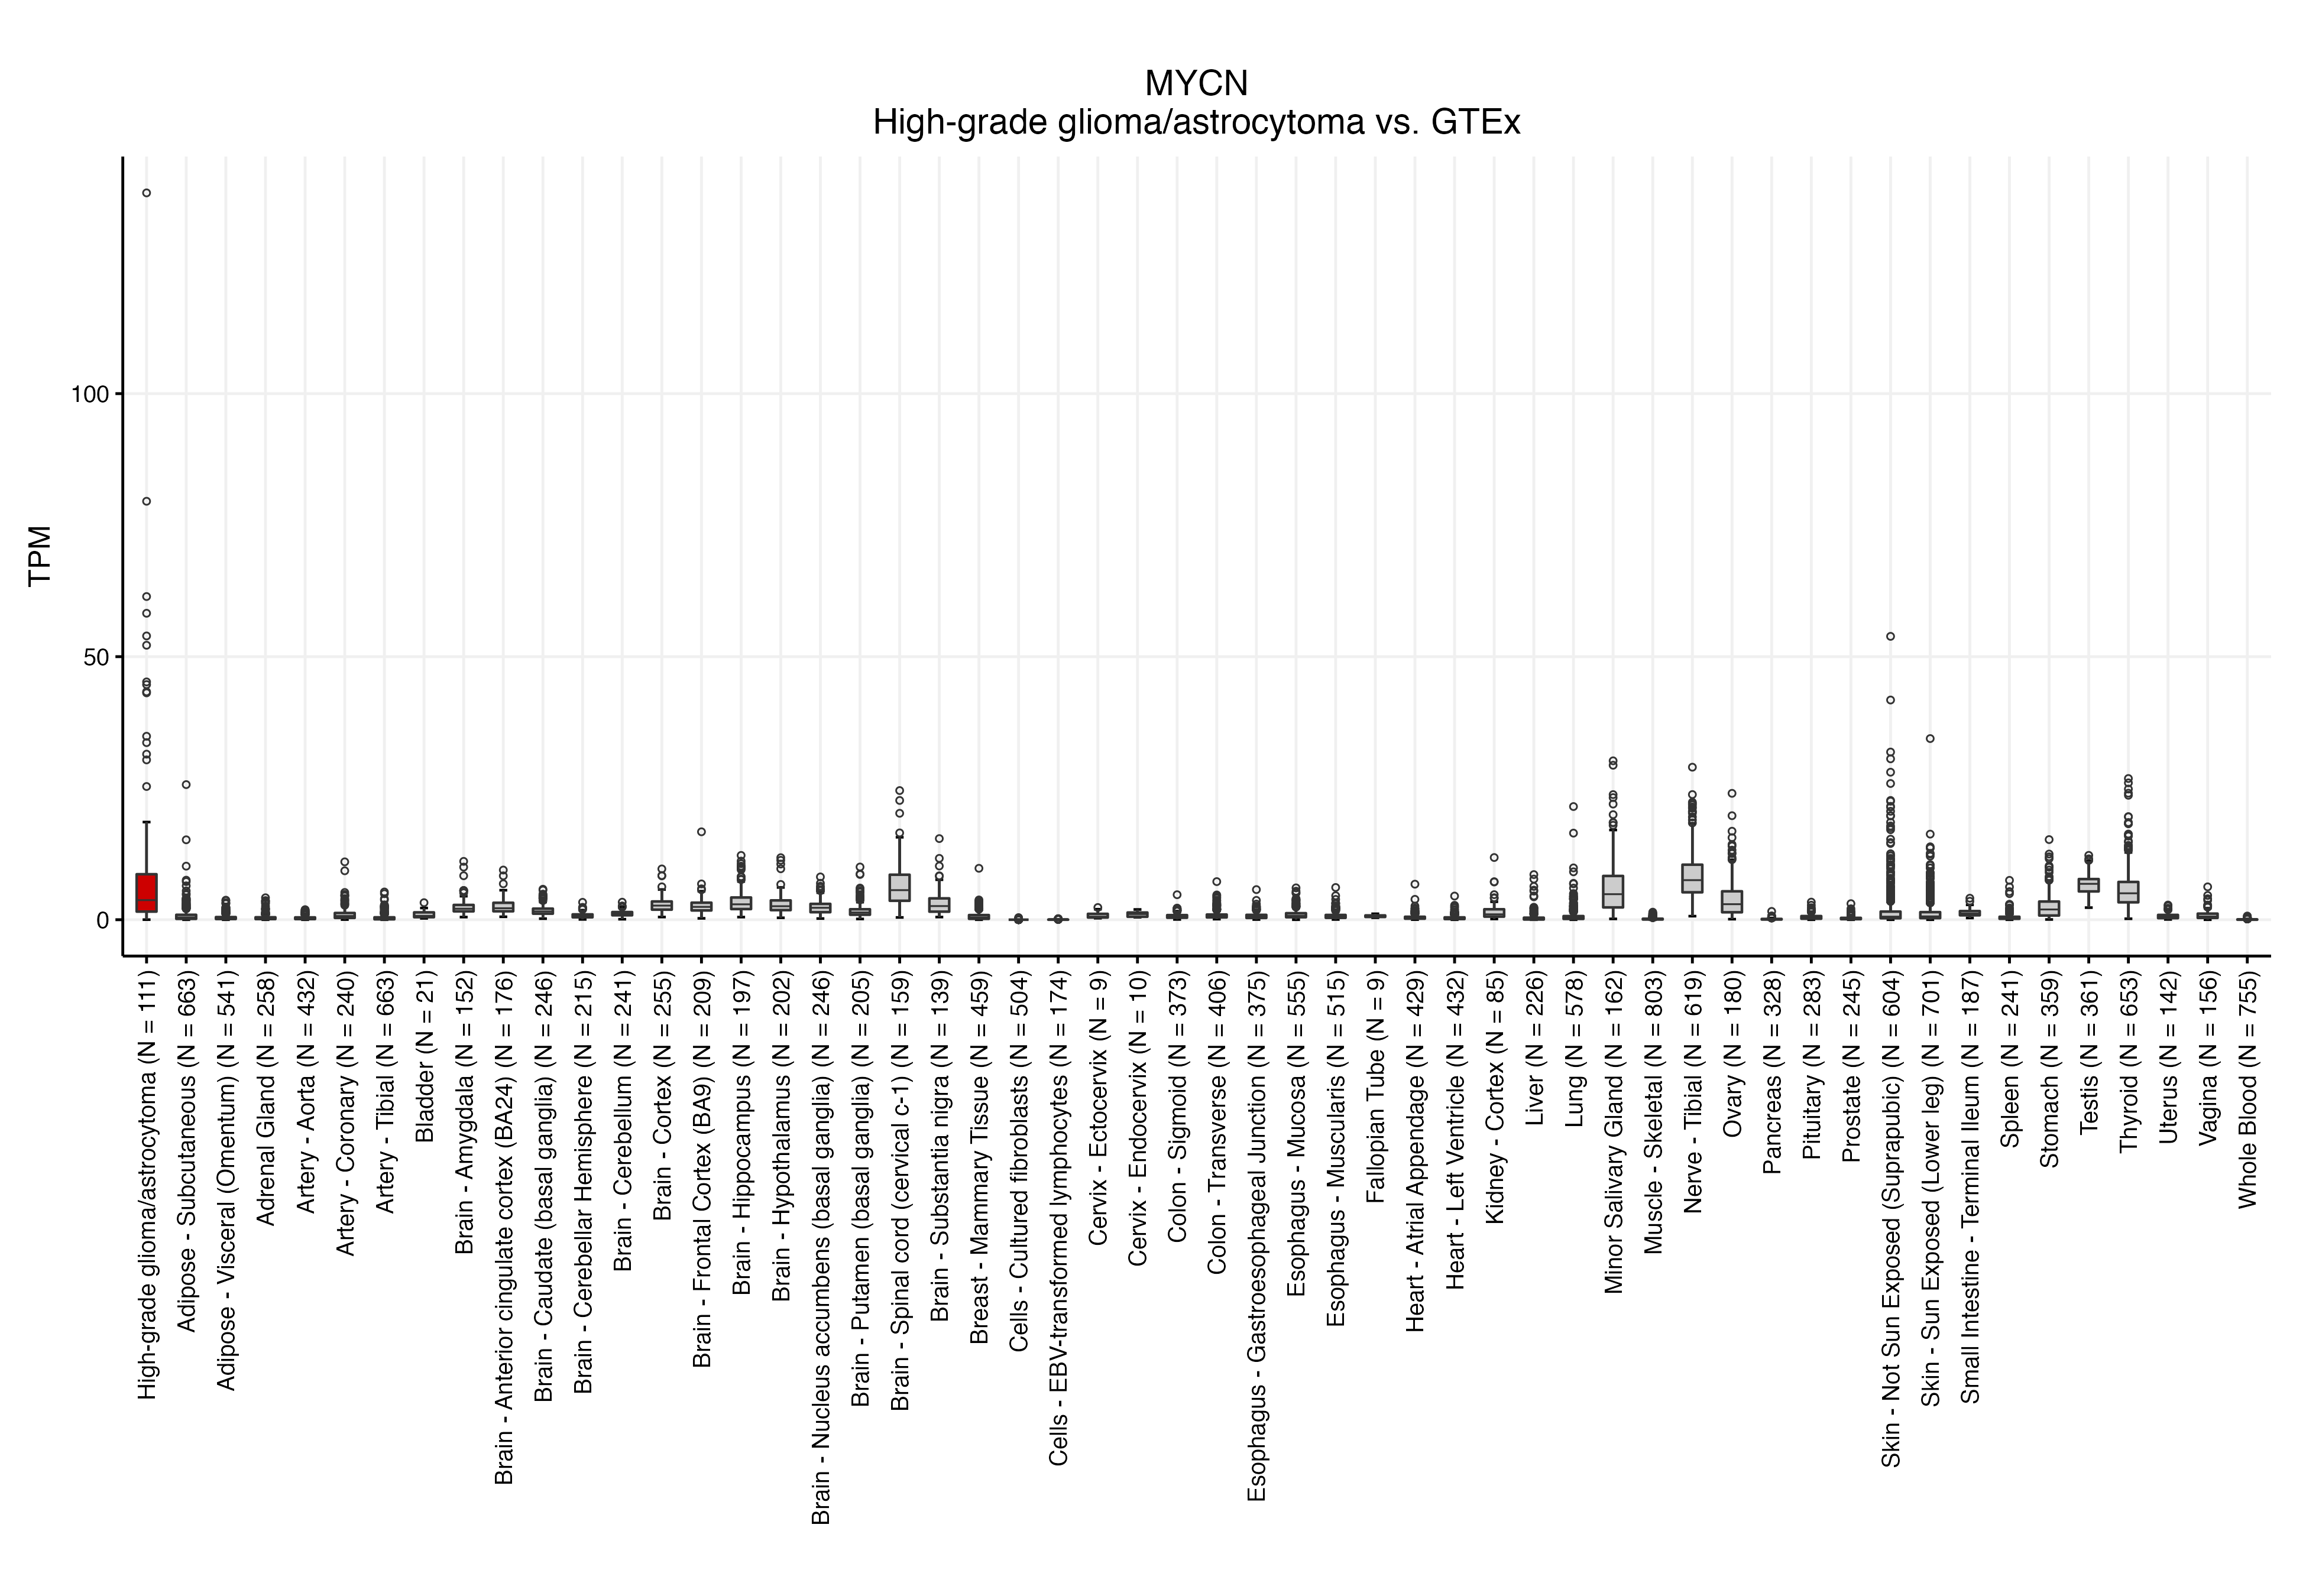 MYCN
High-grade glioma/astrocytoma vs. GTEx
TPM
100
50
0
High-grade glioma/astrocytoma (N = 111)
Adipose - Subcutaneous (N = 663)
Adipose - Visceral (Omentum) (N = 541)
Adrenal Gland (N = 258)
Artery - Aorta (N = 432)
Artery - Coronary (N = 240)
Artery - Tibial (N = 663)
Bladder (N = 21)
Brain - Amygdala (N = 152)
Brain - Anterior cingulate cortex (BA24) (N = 176)
Brain - Caudate (basal ganglia) (N = 246)
Brain - Cerebellar Hemisphere (N = 215)
Brain - Cerebellum (N = 241)
Brain - Cortex (N = 255)
Brain - Frontal Cortex (BA9) (N = 209)
Brain - Hippocampus (N = 197)
Brain - Hypothalamus (N = 202)
Brain - Nucleus accumbens (basal ganglia) (N = 246)
Brain - Putamen (basal ganglia) (N = 205)
Brain - Spinal cord (cervical c-1) (N = 159)
Brain - Substantia nigra (N = 139)
Breast - Mammary Tissue (N = 459)
Cells - Cultured fibroblasts (N = 504)
Cells - EBV-transformed lymphocytes (N = 174)
Cervix - Ectocervix (N = 9)
Cervix - Endocervix (N = 10)
Colon - Sigmoid (N = 373)
Colon - Transverse (N = 406)
Esophagus - Gastroesophageal Junction (N = 375)
Esophagus - Mucosa (N = 555)
Esophagus - Muscularis (N = 515)
Fallopian Tube (N = 9)
Heart - Atrial Appendage (N = 429)
Heart - Left Ventricle (N = 432)
Kidney - Cortex (N = 85)
Liver (N = 226)
Lung (N = 578)
Minor Salivary Gland (N = 162)
Muscle - Skeletal (N = 803)
Nerve - Tibial (N = 619)
Ovary (N = 180)
Pancreas (N = 328)
Pituitary (N = 283)
Prostate (N = 245)
Skin - Not Sun Exposed (Suprapubic) (N = 604)
Skin - Sun Exposed (Lower leg) (N = 701)
Small Intestine - Terminal Ileum (N = 187)
Spleen (N = 241)
Stomach (N = 359)
Testis (N = 361)
Thyroid (N = 653)
Uterus (N = 142)
Vagina (N = 156)
Whole Blood (N = 755)